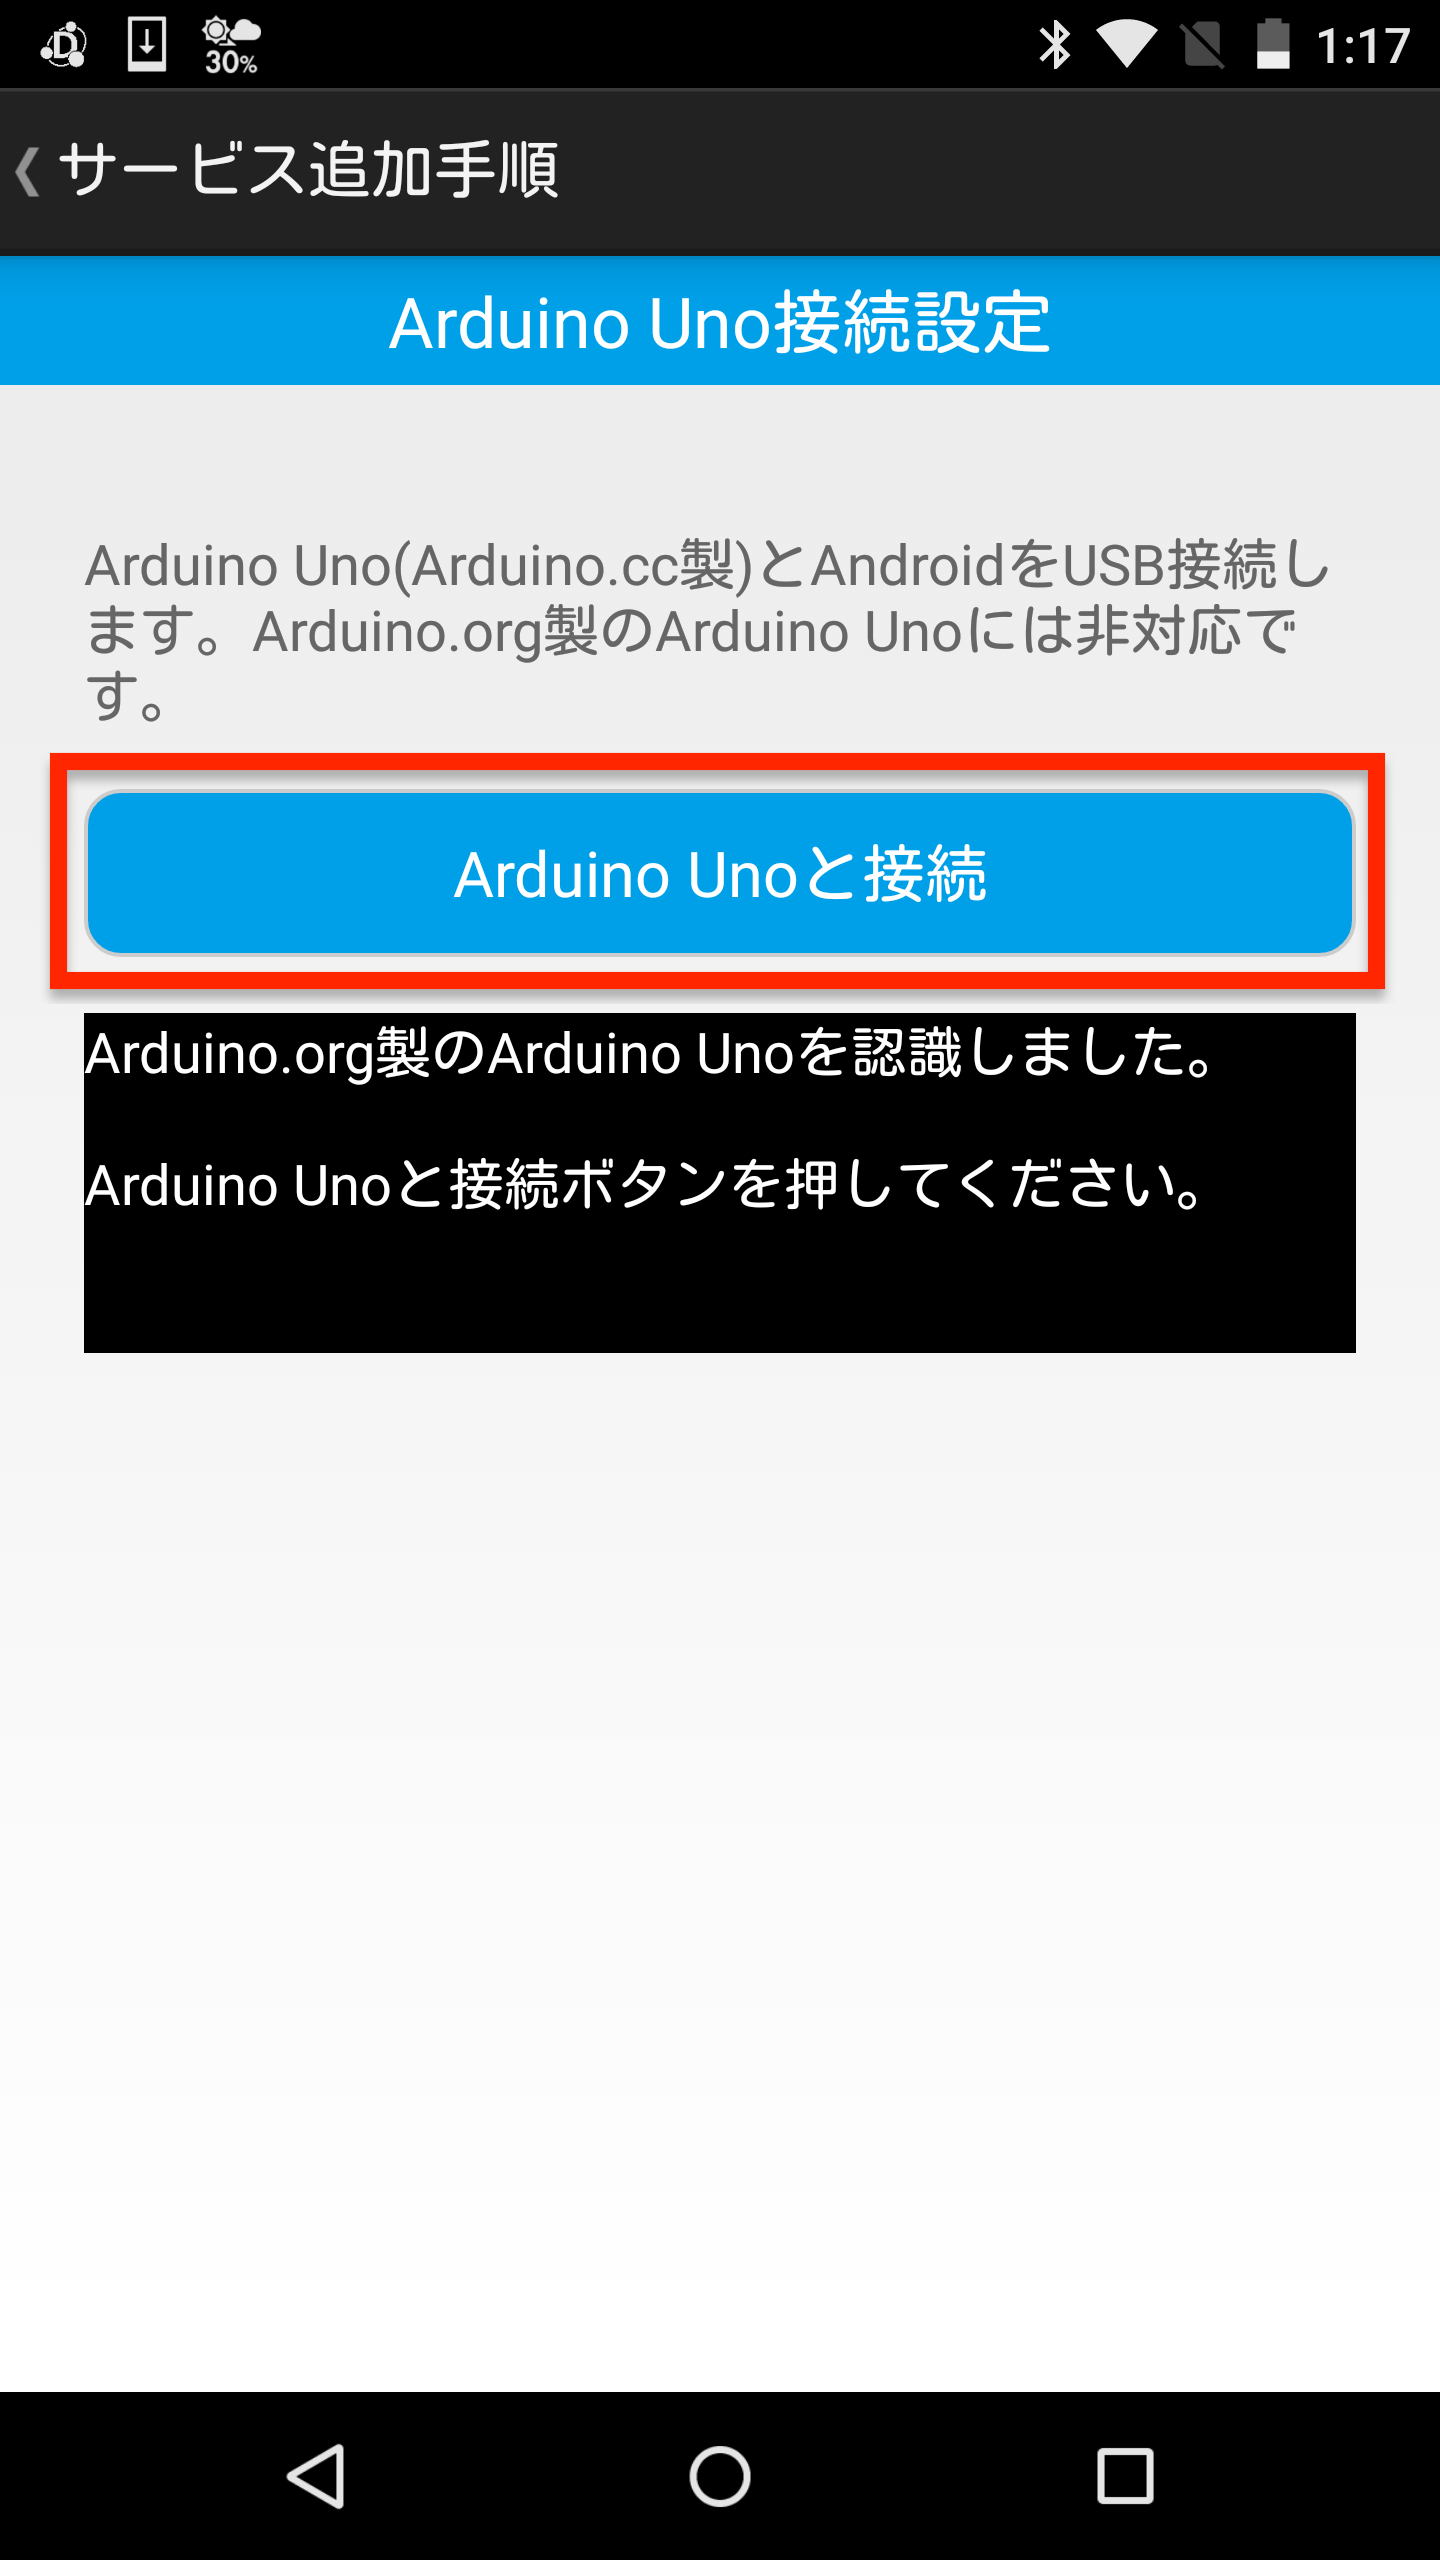 30%
1:17
サービス追加手順
Arduino Uno接続設定
Arduino Uno(Arduino.cc製)とAndroidをUSB接続し
ます。Arduino.org製のArduino Unoには非対応で
す。
Arduino Unoと接続
Arduino.org製のArduino Unoを認識しました。
Arduino Unoと接続ボタンを押してください。